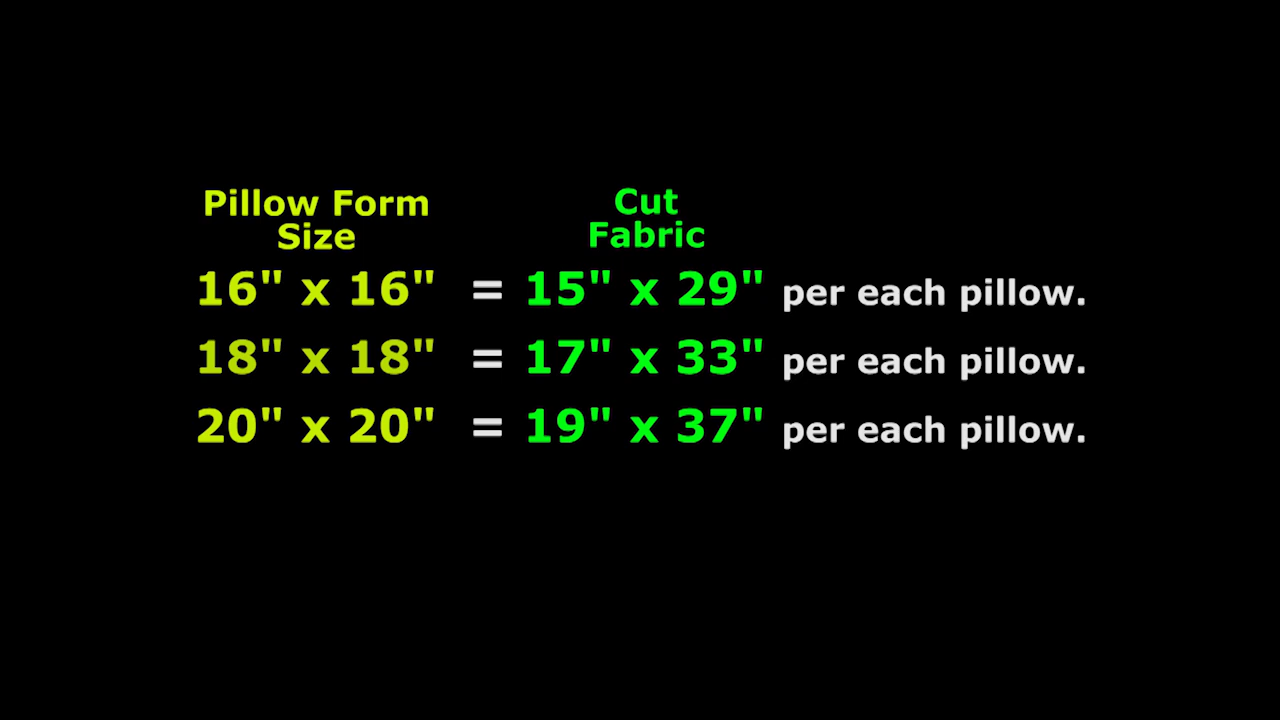 Pillow Form Size
Cut Fabric
16" x 16" = 15" x 29" per each pillow.
18" x 18" = 17" x 33" per each pillow.
20" x 20" = 19" x 37" per each pillow.